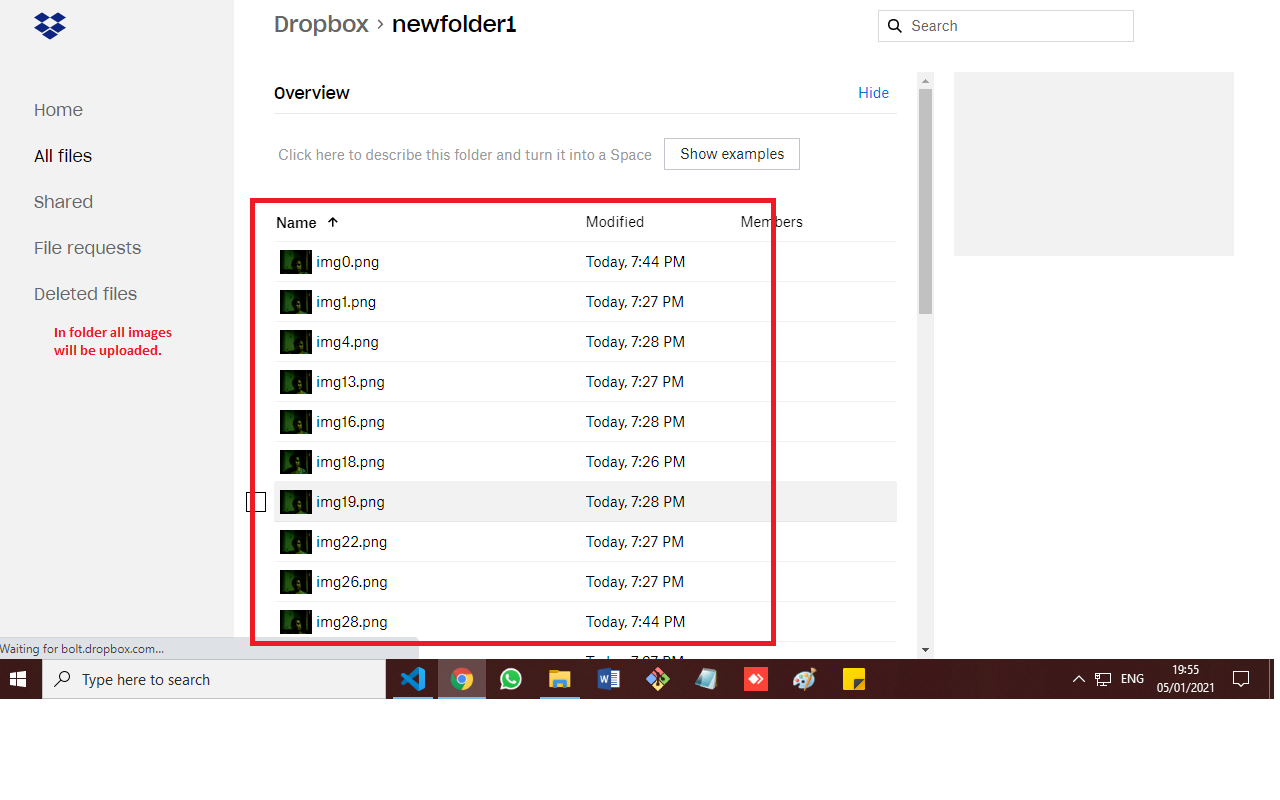 Dropbox › newfolder1
Search
Home
All files
Shared
File requests
Deleted files
In folder all images
will be uploaded.
Overview
Hide
Click here to describe this folder and turn it into a Space
Show examples
Name ↑ Modified Members
img0.png Today, 7:44 PM
img1.png Today, 7:27 PM
img4.png Today, 7:28 PM
img13.png Today, 7:27 PM
img16.png Today, 7:28 PM
img18.png Today, 7:26 PM
img19.png Today, 7:28 PM
img22.png Today, 7:27 PM
img26.png Today, 7:27 PM
img28.png Today, 7:44 PM
Waiting for bolt.dropbox.com...
Type here to search
ENG
19:55
05/01/2021